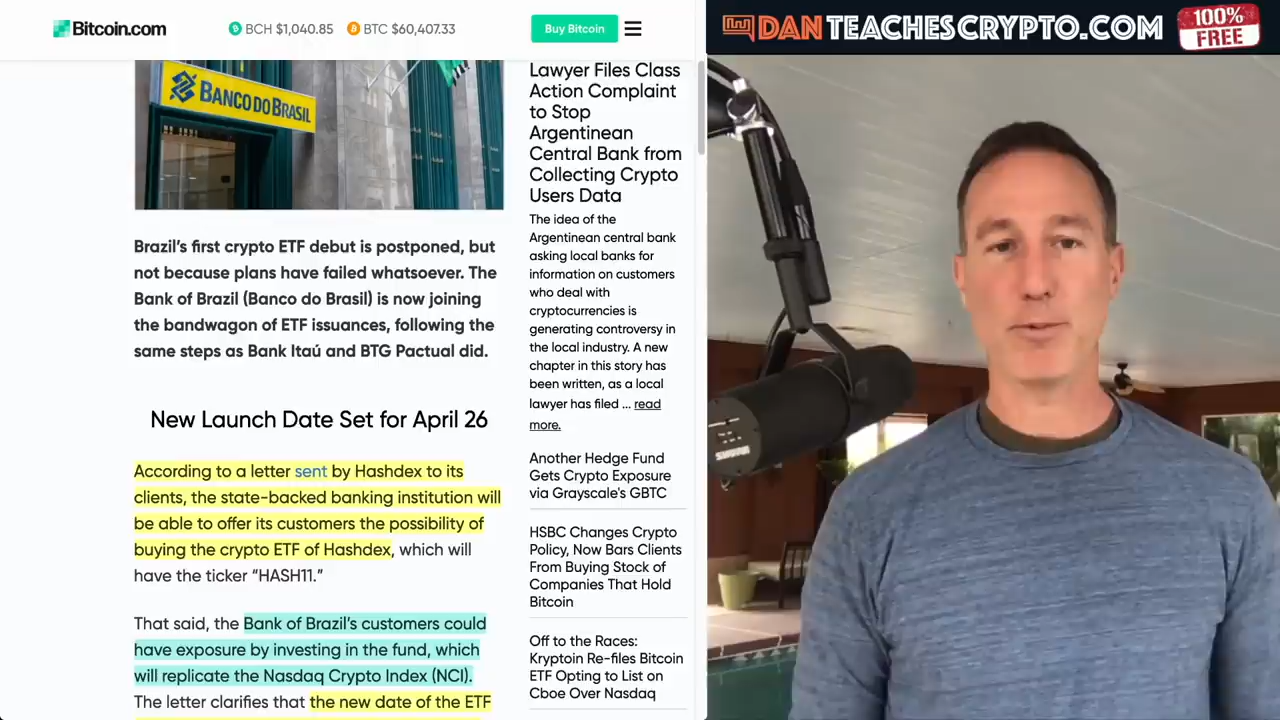 Bitcoin.com
BCH $1,040.85
BTC $60,407.33
Buy Bitcoin
DANTEACHESCRYPTO.COM
100%
FREE
BANCO DO BRASIL
Brazil’s first crypto ETF debut is postponed, but
not because plans have failed whatsoever. The
Bank of Brazil (Banco do Brasil) is now joining
the bandwagon of ETF issuances, following the
same steps as Bank Itaú and BTG Pactual did.
New Launch Date Set for April 26
According to a letter sent by Hashdex to its
clients, the state-backed banking institution will
be able to offer its customers the possibility of
buying the crypto ETF of Hashdex, which will
have the ticker “HASH11.”
That said, the Bank of Brazil’s customers could
have exposure by investing in the fund, which
will replicate the Nasdaq Crypto Index (NCI).
The letter clarifies that the new date of the ETF
Lawyer Files Class
Action Complaint
to Stop
Argentinean
Central Bank from
Collecting Crypto
Users Data
The idea of the
Argentinean central bank
asking local banks for
information on customers
who deal with
cryptocurrencies is
generating controversy in
the local industry. A new
chapter in this story has
been written, as a local
lawyer has filed ... read
more.
Another Hedge Fund
Gets Crypto Exposure
via Grayscale's GBTC
HSBC Changes Crypto
Policy, Now Bars Clients
From Buying Stock of
Companies That Hold
Bitcoin
Off to the Races:
Kryptoin Re-files Bitcoin
ETF Opting to List on
Cboe Over Nasdaq
SHURE